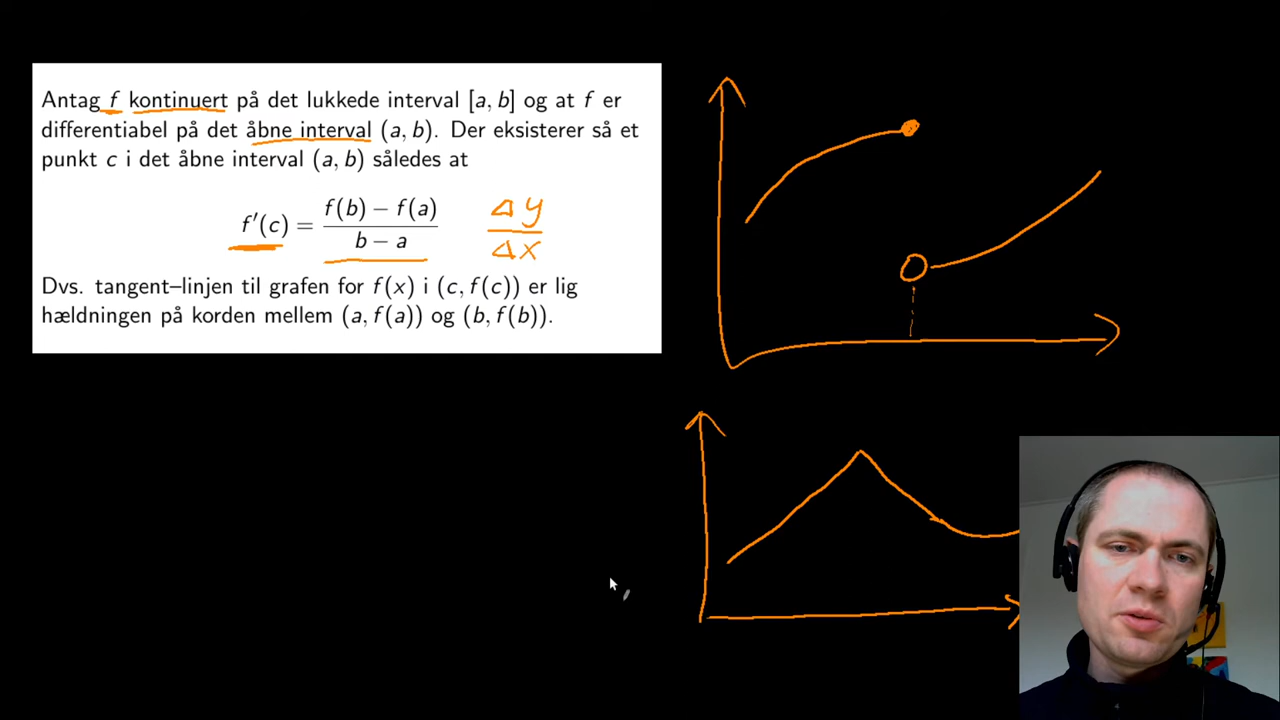 Antag f kontinuert på det lukkede interval [a, b] og at f er
differentiabel på det åbne interval (a, b). Der eksisterer så et
punkt c i det åbne interval (a, b) således at
f′(c) = f(b) − f(a) / b − a
Δy / Δx
Dvs. tangent–linjen til grafen for f(x) i (c, f(c)) er lig
hældningen på korden mellem (a, f(a)) og (b, f(b)).